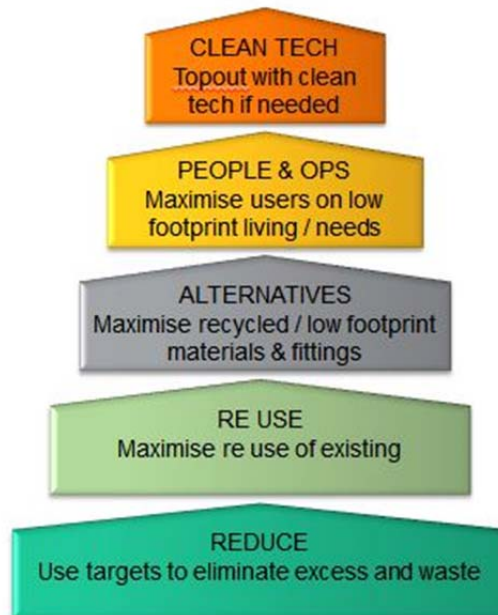 CLEAN TECH
Topout with clean
tech if needed
PEOPLE & OPS
Maximise users on low
footprint living / needs
ALTERNATIVES
Maximise recycled / low footprint
materials & fittings
RE USE
Maximise re use of existing
REDUCE
Use targets to eliminate excess and waste